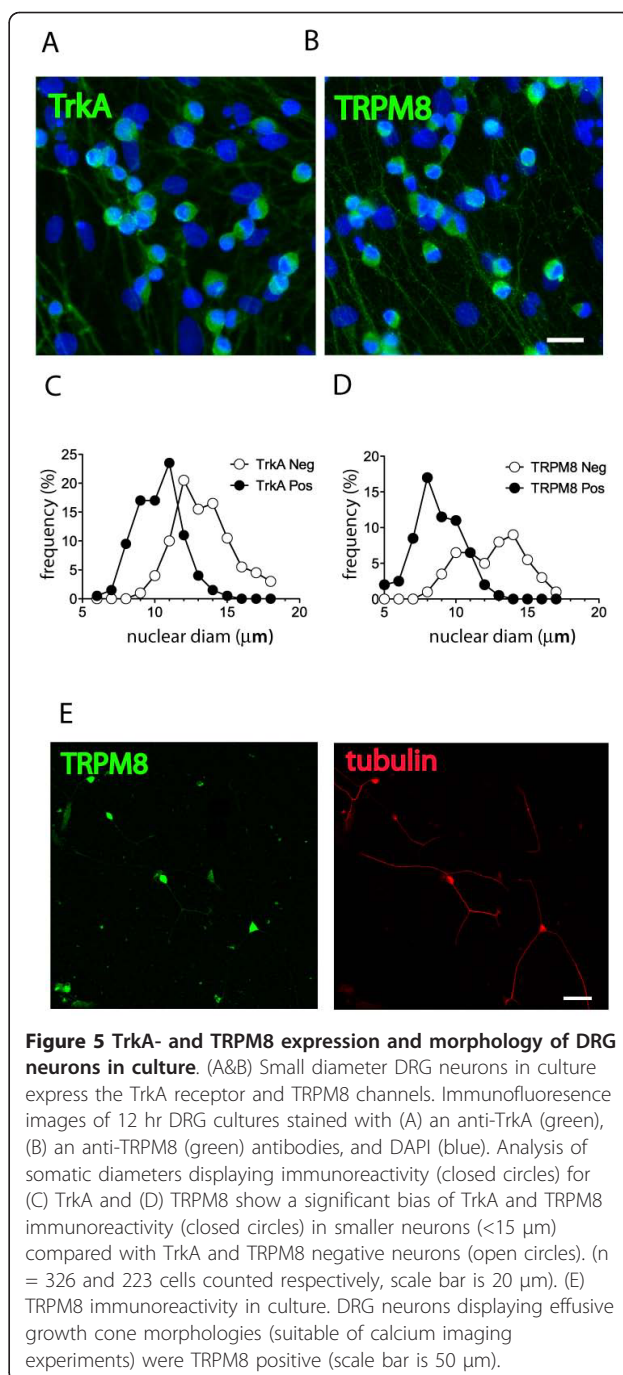 A
B
TrkA
TRPM8
C
D
25
20
15
10
5
0
5
10
15
20
frequency (%)
nuclear diam (μm)
TrkA Neg
TrkA Pos
20
15
10
5
0
5
10
15
20
frequency (%)
nuclear diam (μm)
TRPM8 Neg
TRPM8 Pos
E
TRPM8
tubulin
Figure 5 TrkA- and TRPM8 expression and morphology of DRG
neurons in culture. (A&B) Small diameter DRG neurons in culture
express the TrkA receptor and TRPM8 channels. Immunofluoresence
images of 12 hr DRG cultures stained with (A) an anti-TrkA (green),
(B) an anti-TRPM8 (green) antibodies, and DAPI (blue). Analysis of
somatic diameters displaying immunoreactivity (closed circles) for
(C) TrkA and (D) TRPM8 show a significant bias of TrkA and TRPM8
immunoreactivity (closed circles) in smaller neurons (<15 μm)
compared with TrkA and TRPM8 negative neurons (open circles). (n
= 326 and 223 cells counted respectively, scale bar is 20 μm). (E)
TRPM8 immunoreactivity in culture. DRG neurons displaying effusive
growth cone morphologies (suitable of calcium imaging
experiments) were TRPM8 positive (scale bar is 50 μm).